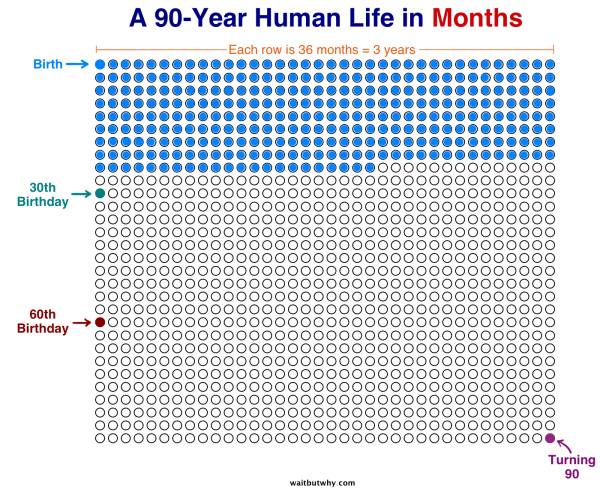 A 90-Year Human Life in Months
Each row is 36 months = 3 years
Birth
30th
Birthday
60th
Birthday
Turning
90
waitbutwhy.com